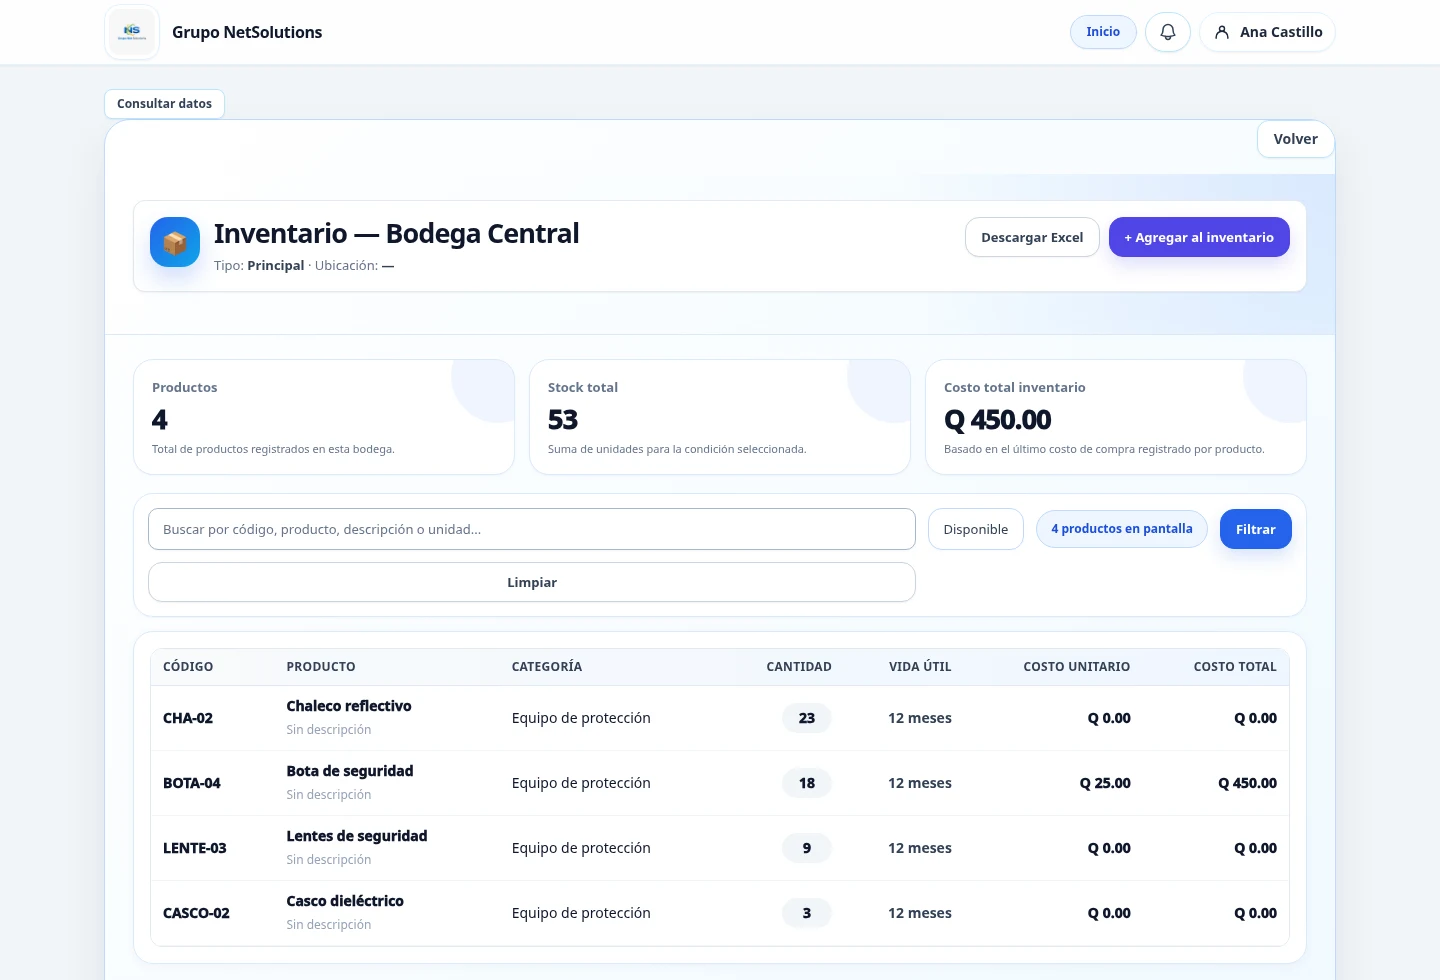 NS
Grupo NetSolutions
Inicio
Ana Castillo
Consultar datos
Volver
Inventario — Bodega Central
Tipo: Principal · Ubicación: —
Descargar Excel
+ Agregar al inventario
Productos
4
Total de productos registrados en esta bodega.
Stock total
53
Suma de unidades para la condición seleccionada.
Costo total inventario
Q 450.00
Basado en el último costo de compra registrado por producto.
Buscar por código, producto, descripción o unidad...
Disponible
4 productos en pantalla
Filtrar
Limpiar
CÓDIGO PRODUCTO CATEGORÍA CANTIDAD VIDA ÚTIL COSTO UNITARIO COSTO TOTAL
CHA-02 Chaleco reflectivo Equipo de protección 23 12 meses Q 0.00 Q 0.00
Sin descripción
BOTA-04 Bota de seguridad Equipo de protección 18 12 meses Q 25.00 Q 450.00
Sin descripción
LENTE-03 Lentes de seguridad Equipo de protección 9 12 meses Q 0.00 Q 0.00
Sin descripción
CASCO-02 Casco dieléctrico Equipo de protección 3 12 meses Q 0.00 Q 0.00
Sin descripción